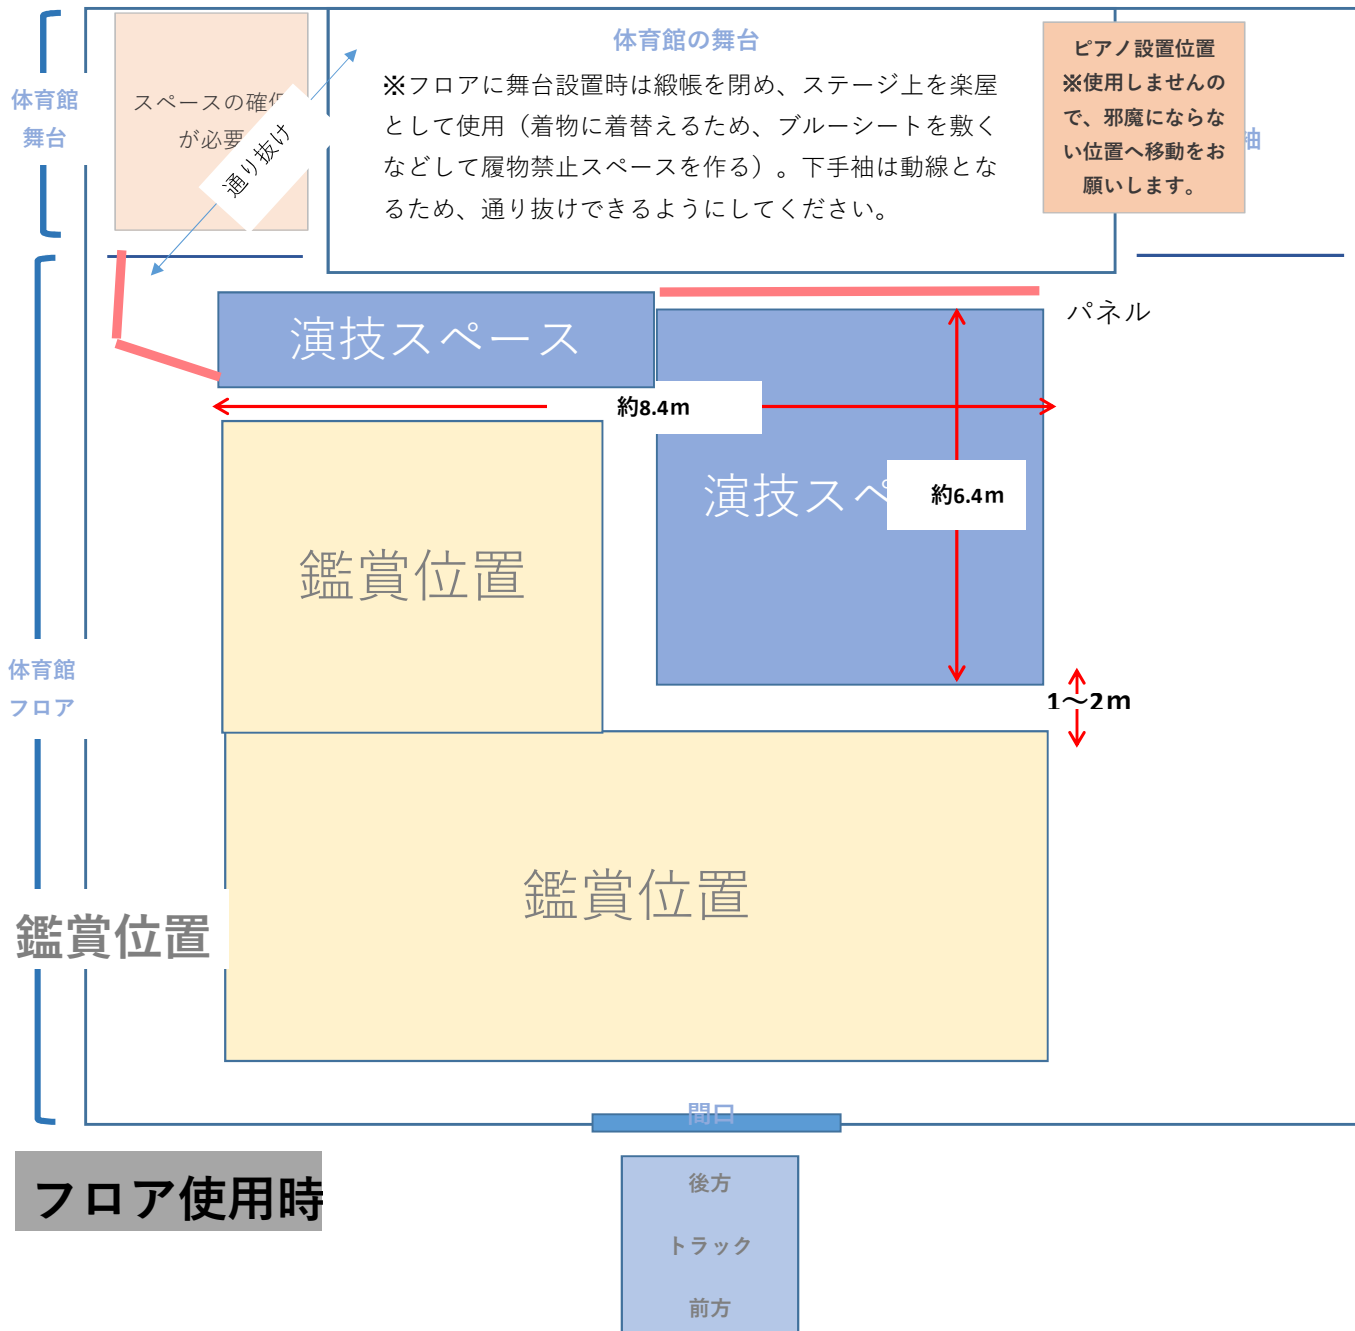 体育館の舞台
※フロアに舞台設置時は緞帳を閉め、ステージ上を楽屋
として使用（着物に着替えるため、ブルーシートを敷く
などして履物禁止スペースを作る）。下手袖は動線とな
るため、通り抜けできるようにしてください。
ピアノ設置位置
※使用しませんの
で、邪魔にならな
い位置へ移動をお
願いします。
袖
体育館
舞台
スペースの確保
が必要
通り抜け
パネル
演技スペース
約8.4m
演技スペ
約6.4m
鑑賞位置
1～2m
体育館
フロア
鑑賞位置
鑑賞位置
間口
フロア使用時
後方
トラック
前方